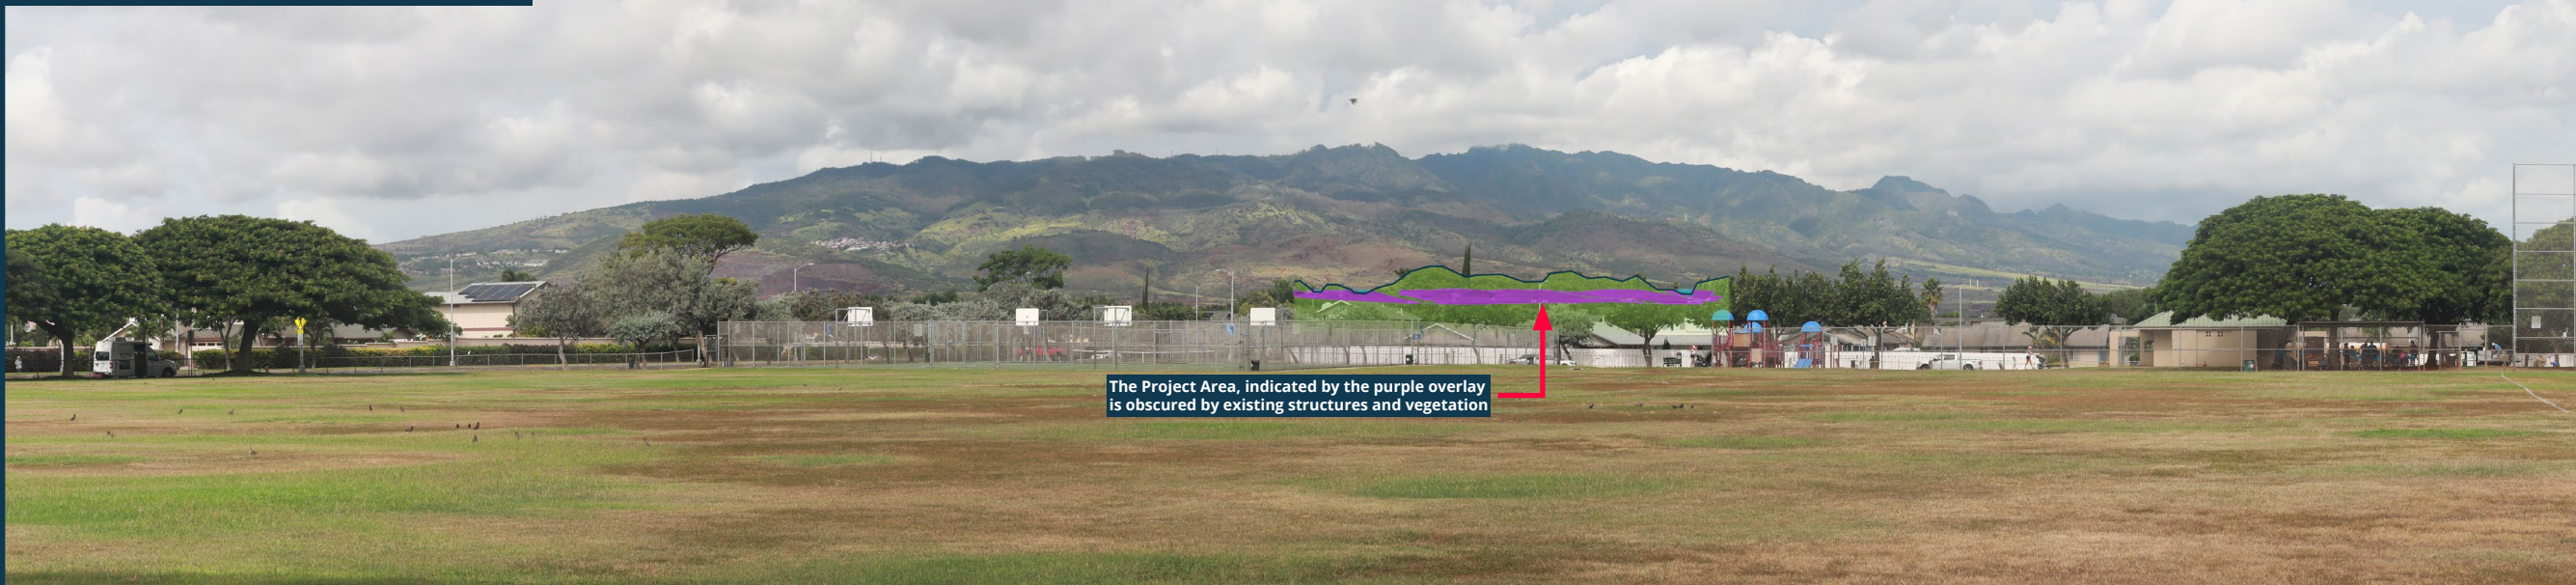 The Project Area, indicated by the purple overlay
is obscured by existing structures and vegetation